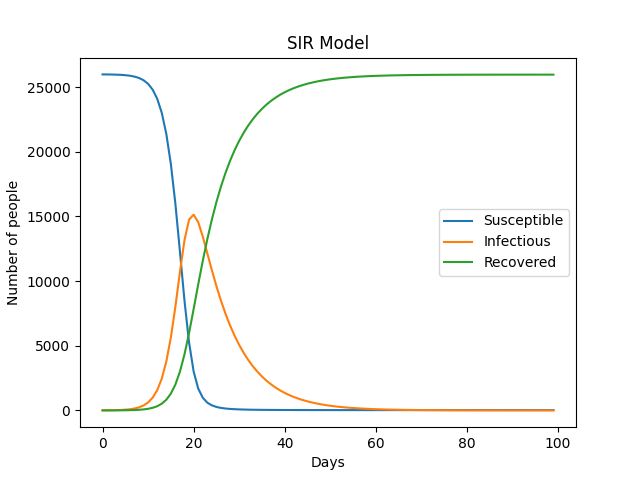 SIR Model
Number of people
25000
20000
15000
10000
5000
0
Susceptible
Infectious
Recovered
0 20 40 60 80 100
Days